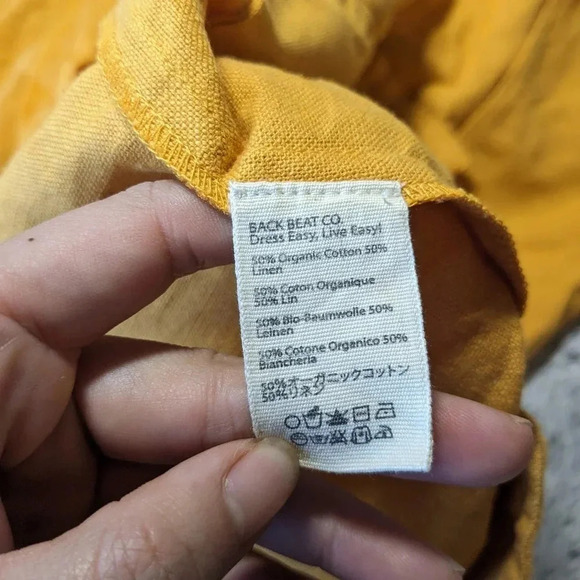 BACK BEAT CO.
Dress Easy, Live Easy!
50% Organic Cotton 50%
Linen
50% Coton Organique
50% Lin
50% Bio-Baumwolle 50%
Leinen
50% Cotone Organico 50%
Biancheria
50%オーガニックコットン
50%リネン